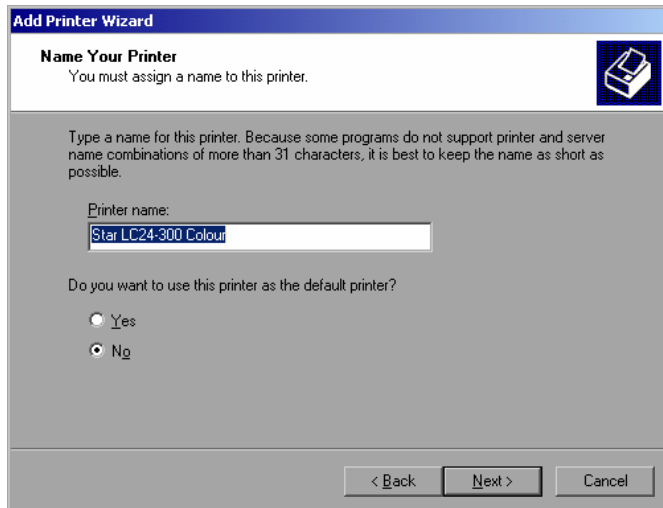 Add Printer Wizard
Name Your Printer
You must assign a name to this printer.
Type a name for this printer. Because some programs do not support printer and server
name combinations of more than 31 characters, it is best to keep the name as short as
possible.
Printer name:
Star LC24-300 Colour
Do you want to use this printer as the default printer?
Yes
No
< Back
Next >
Cancel